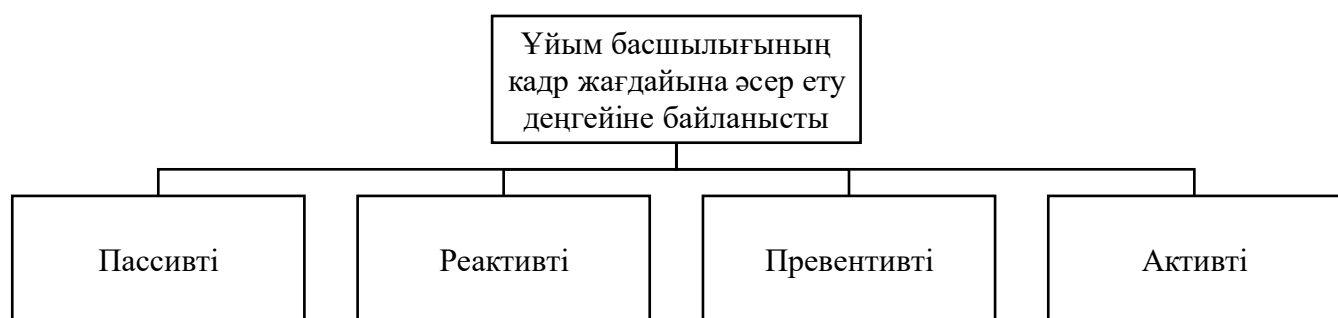 Ұйым басшылығының
кадр жағдайына әсер ету
деңгейіне байланысты
Пассивті
Реактивті
Превентивті
Активті